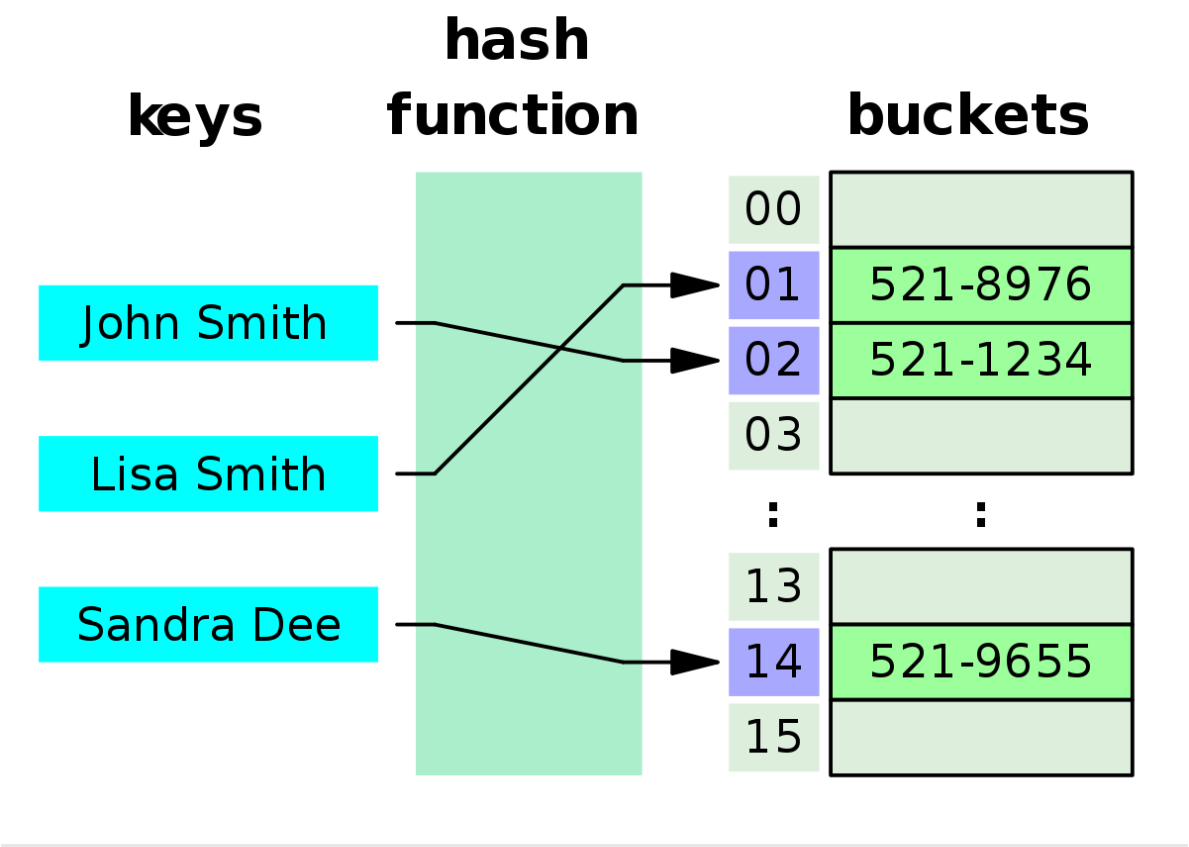 hash
function
keys
buckets
John Smith
Lisa Smith
Sandra Dee
00
01 521-8976
02 521-1234
03
: :
13
14 521-9655
15